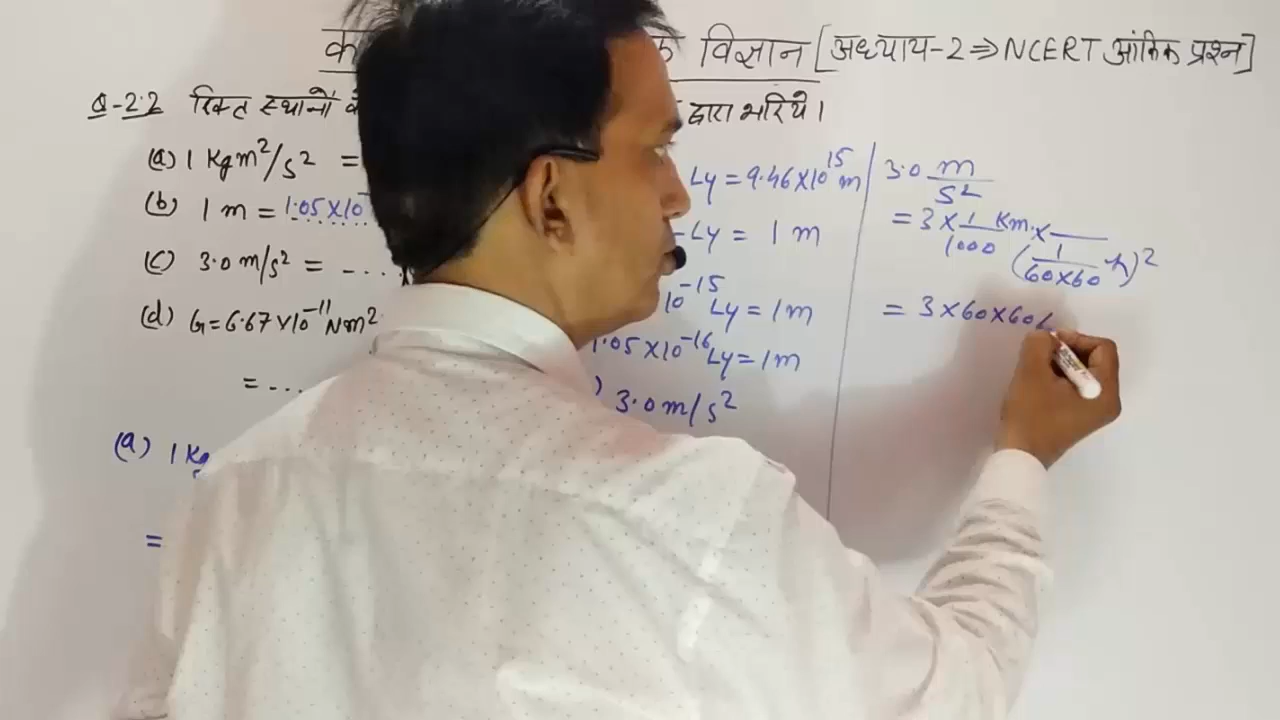 विज्ञान [अध्याय-2 ⇒ NCERT आंकिक प्रश्न]
Q-2.2 रिक्त स्थानों
द्वारा भरिये।
(a) 1 Kgm²/s² =
(b) 1 m = 1.05×10
(c) 3.0 m/s² = ....
(d) G = 6.67×10⁻¹¹ Nm²
= ...
(a) 1 Kg
=
Ly = 9.46×10¹⁵ m
Ly = 1 m
10⁻¹⁵ Ly = 1 m
1.05×10⁻¹⁶ Ly = 1 m
) 3.0 m/s²
3.0 m/s²
= 3 × 1/1000 Km × 1/(1/60×60 h)²
= 3×60×60